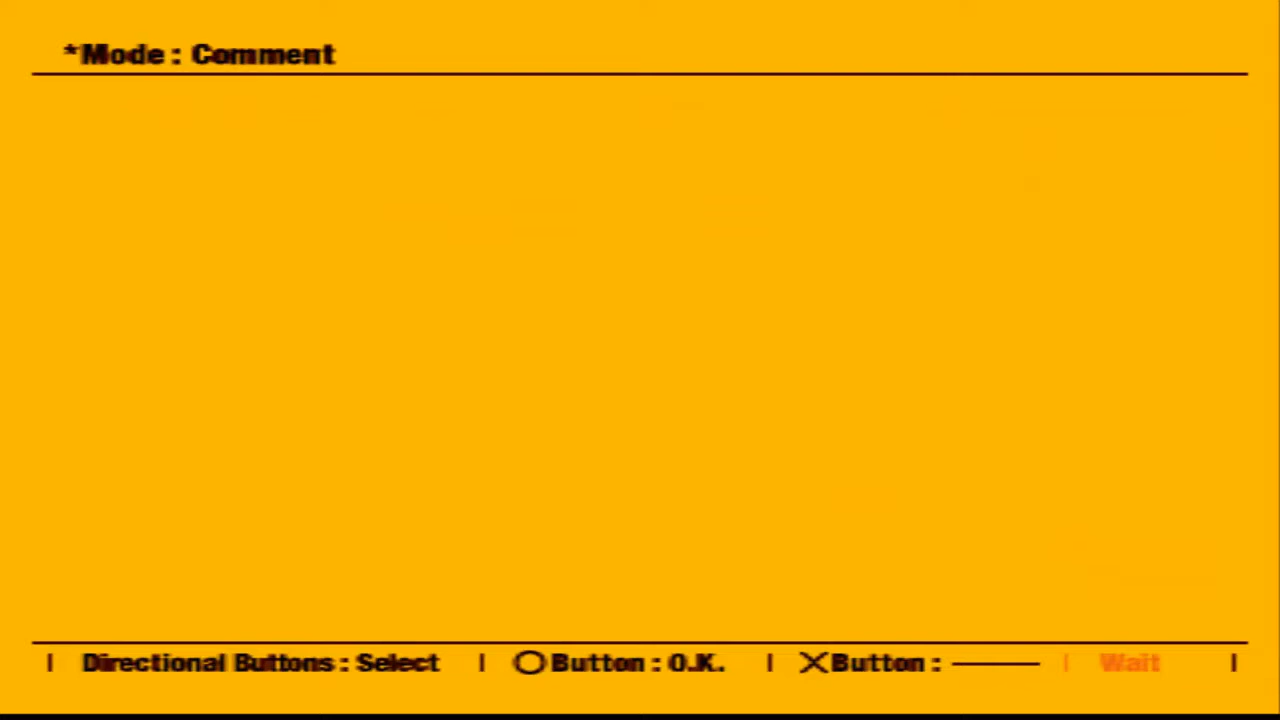 *Mode : Comment
| Directional Buttons : Select | ◯Button : O.K. | ✕Button : ——— | Wait |